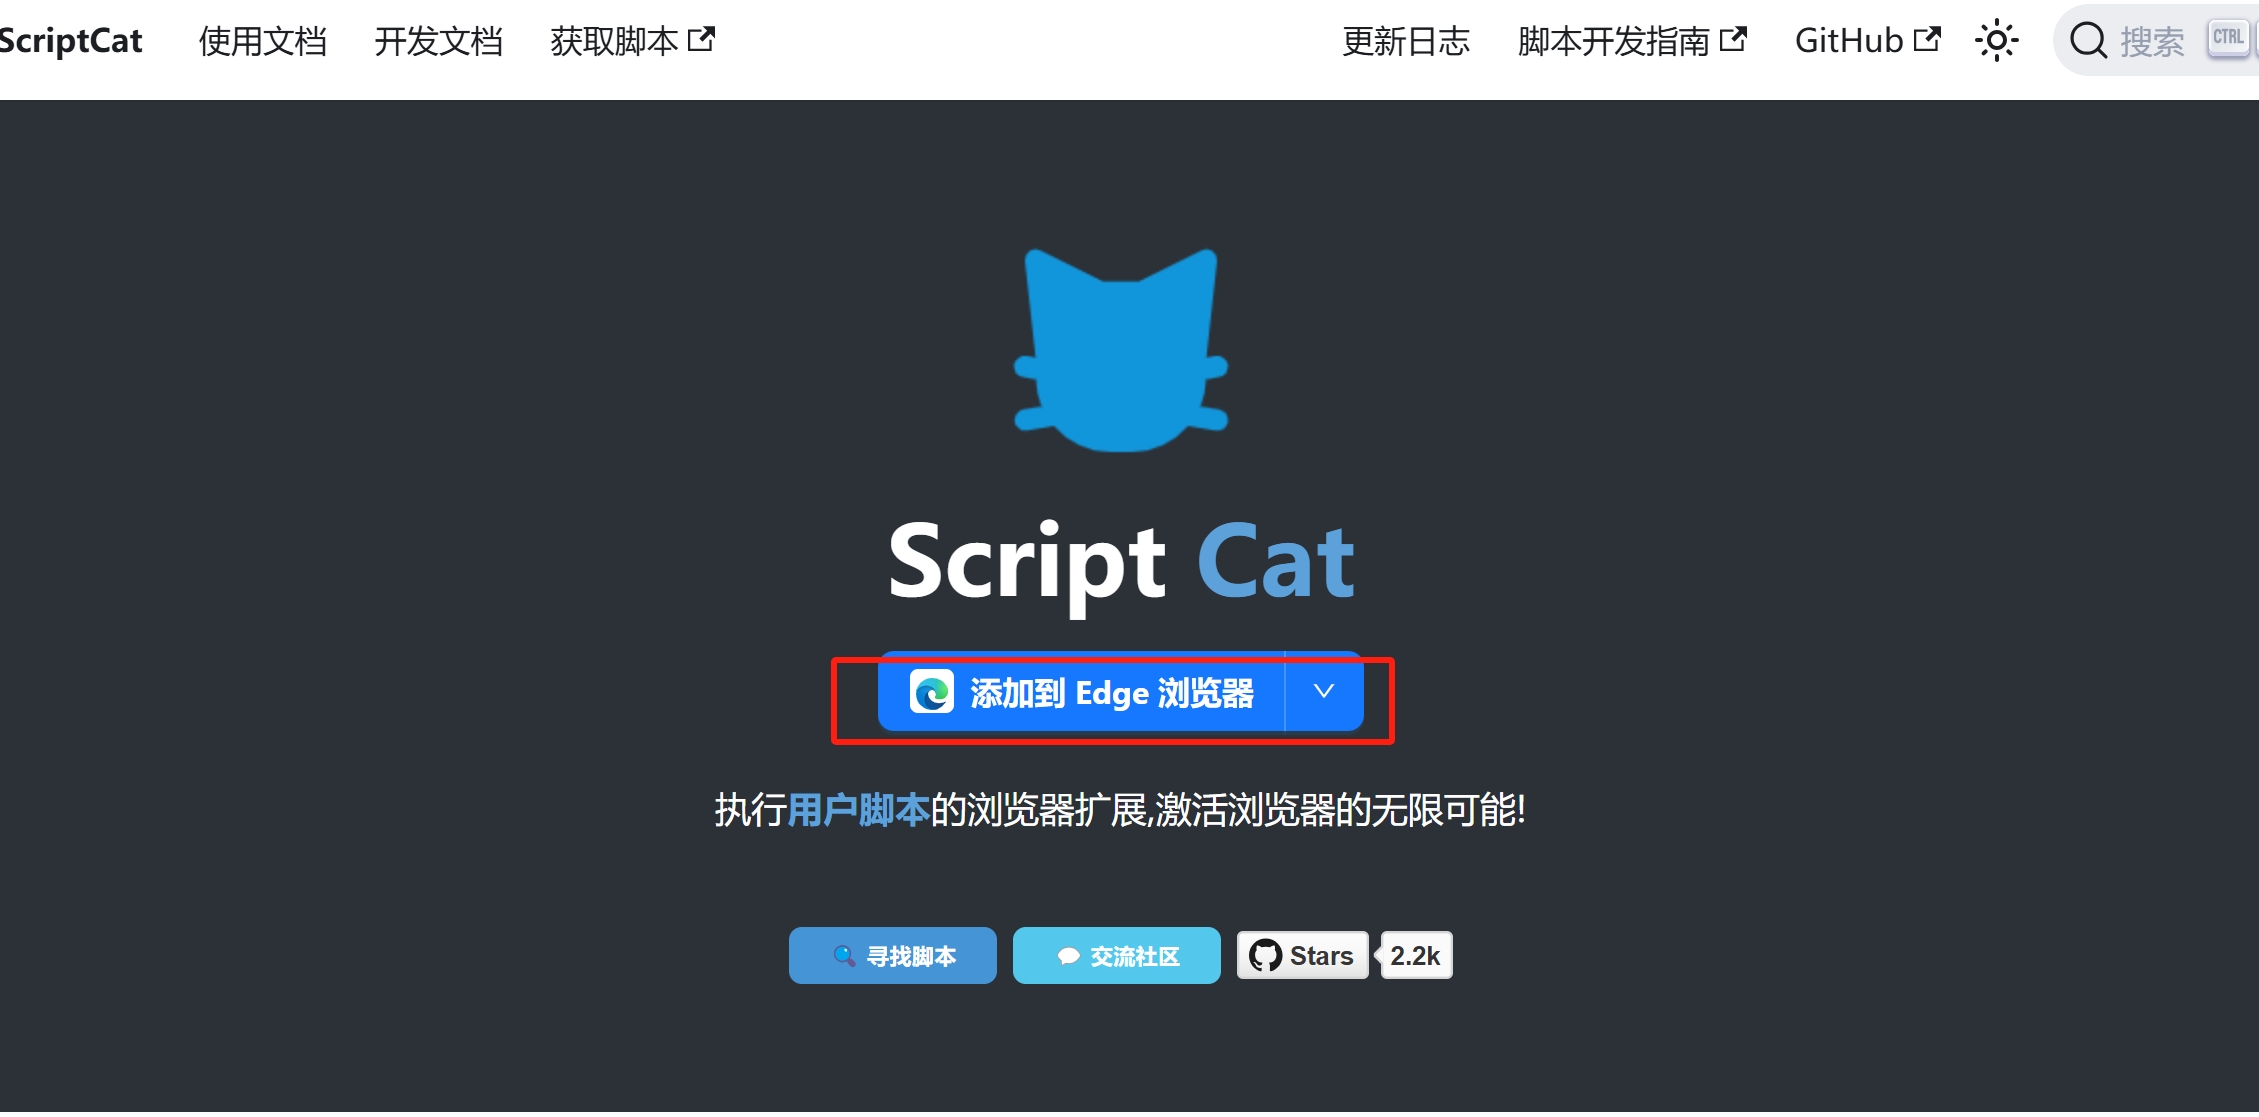 ScriptCat 使用文档 开发文档 获取脚本 更新日志 脚本开发指南 GitHub 搜索 CTRL
Script Cat
添加到 Edge 浏览器
执行用户脚本的浏览器扩展,激活浏览器的无限可能!
寻找脚本 交流社区 Stars 2.2k